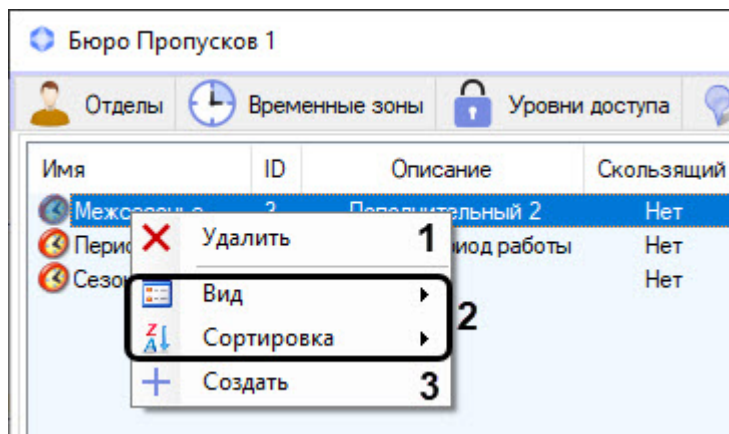 Бюро Пропусков 1
Отделы Временные зоны Уровни доступа
Имя ID Описание Скользящий
2 Нет
Удалить 1 работы Нет
Нет
Вид
2
Сортировка
Создать 3